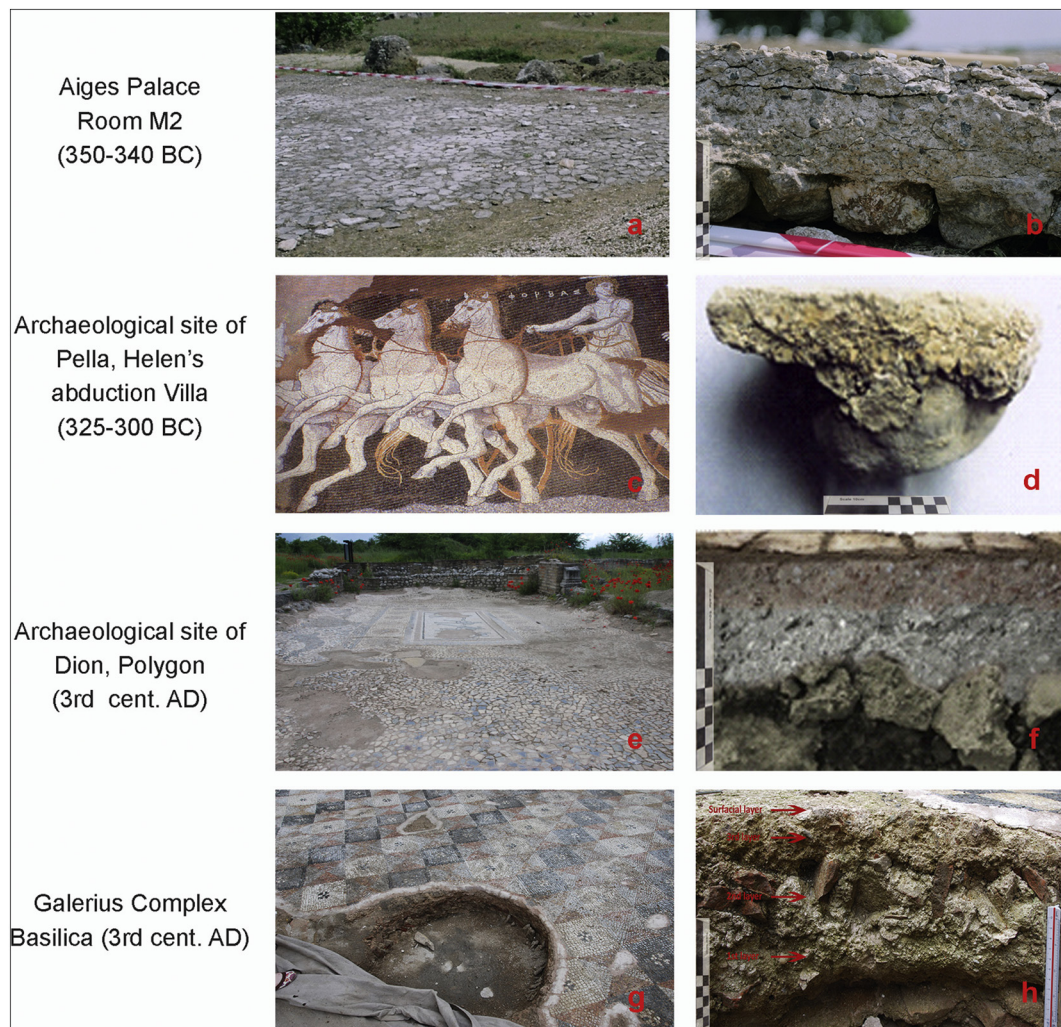 Aiges Palace
Room M2
(350-340 BC)
a
b
Archaeological site of
Pella, Helen's
abduction Villa
(325-300 BC)
ΦΟΡΒΑΣ
c
d
Archaeological site of
Dion, Polygon
(3rd cent. AD)
e
f
Galerius Complex
Basilica (3rd cent. AD)
g
Surfacial layer
h